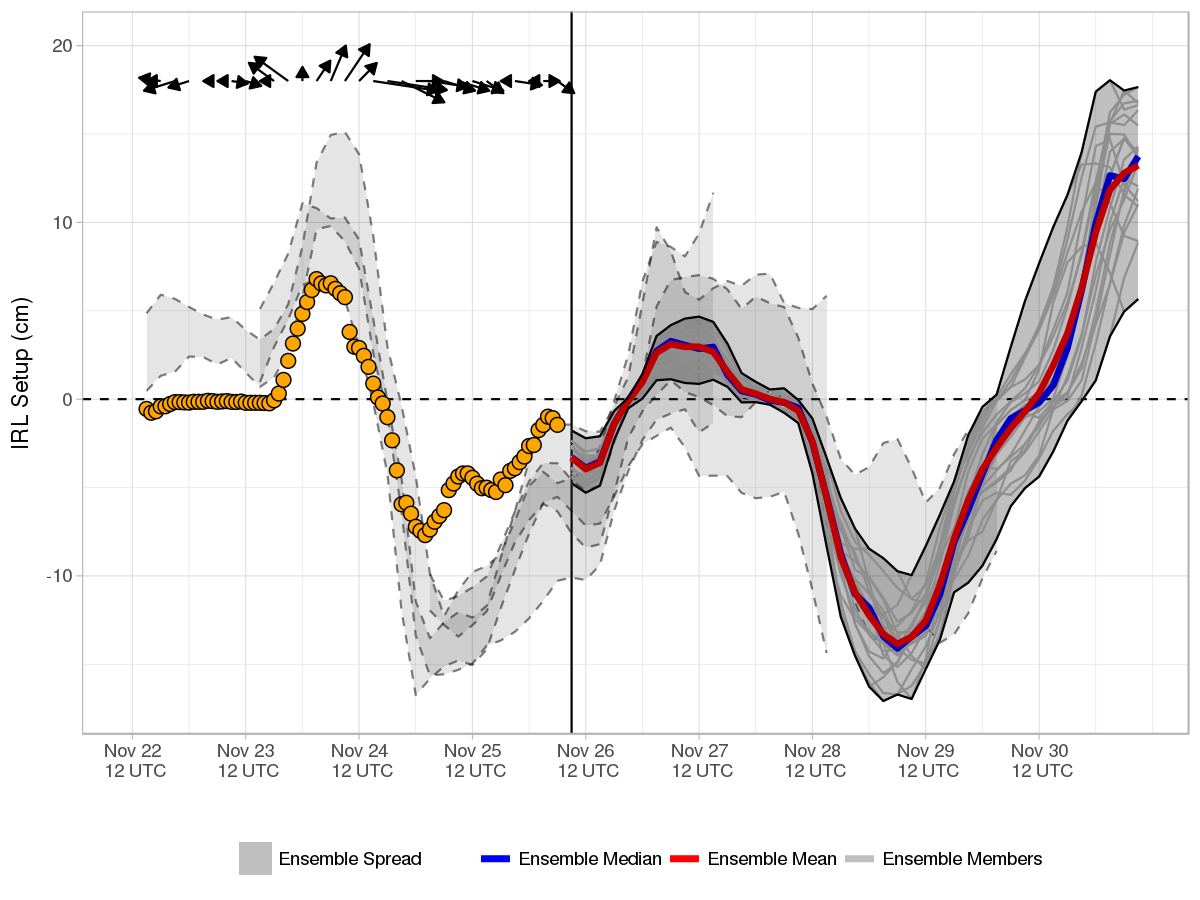 20
10
0
-10
IRL Setup (cm)
Nov 22 Nov 23 Nov 24 Nov 25 Nov 26 Nov 27 Nov 28 Nov 29 Nov 30
12 UTC 12 UTC 12 UTC 12 UTC 12 UTC 12 UTC 12 UTC 12 UTC 12 UTC
Ensemble Spread Ensemble Median Ensemble Mean Ensemble Members